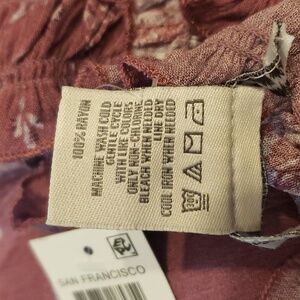 100% RAYON
MACHINE WASH COLD
GENTLE CYCLE
WITH LIKE COLORS
ONLY NON-CHLORINE
BLEACH WHEN NEEDED
LINE DRY
COOL IRON WHEN NEEDED
SAN FRANCISCO